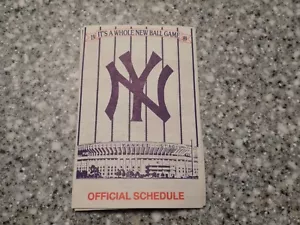 IT'S A WHOLE NEW BALL GAME
NY
OFFICIAL SCHEDULE